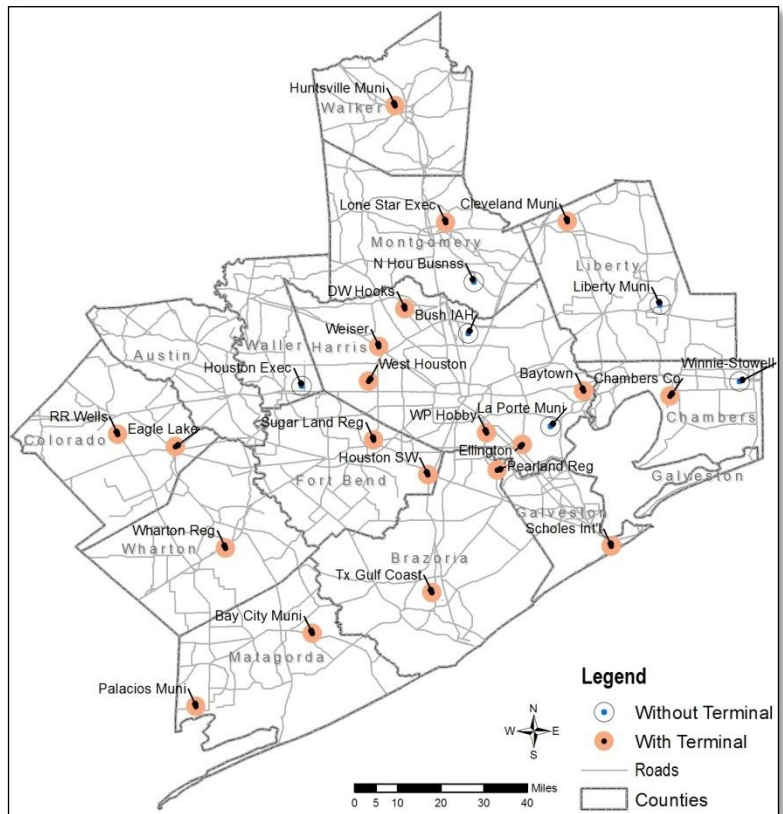 Huntsville Muni
Walker
Lone Star Exec
Cleveland Muni
Montgomery
N Hou Busnss
Liberty
Liberty Muni
DW Hooks
Bush IAH
Weiser
Waller
Harris
Austin
West Houston
Houston Exec
Winnie-Stowell
Baytown
Chambers Co
Chambers
RR Wells
Eagle Lake
Colorado
Sugar Land Reg
WP Hobby
La Porte Muni
Ellington
Houston SW
Pearland Reg
Fort Bend
Galveston
Galveston
Scholes Int'l
Wharton Reg
Wharton
Brazoria
Tx Gulf Coast
Bay City Muni
Matagorda
Palacios Muni
Legend
Without Terminal
With Terminal
Roads
Counties
N
W E
S
Miles
0 5 10 20 30 40